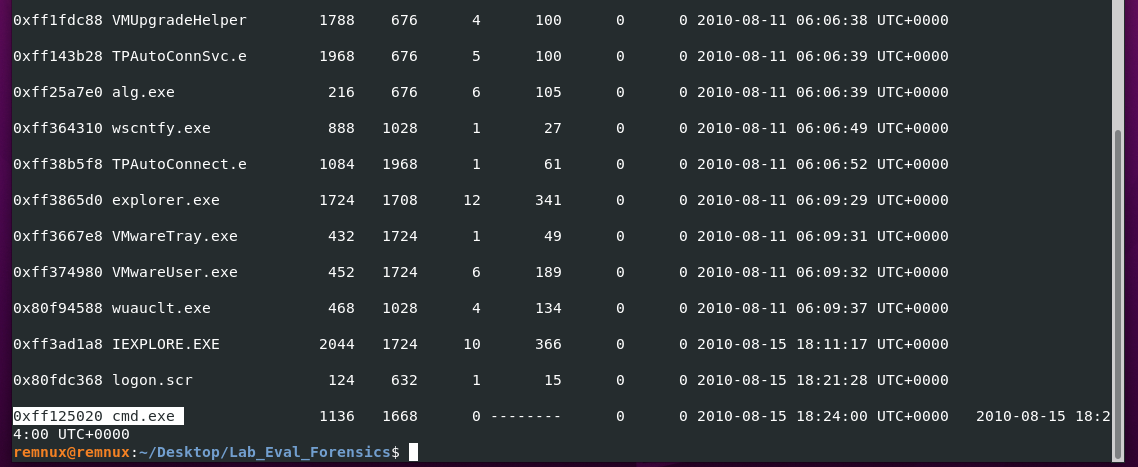 0xff1fdc88 VMUpgradeHelper 1788 676 4 100 0 0 2010-08-11 06:06:38 UTC+0000
0xff143b28 TPAutoConnSvc.e 1968 676 5 100 0 0 2010-08-11 06:06:39 UTC+0000
0xff25a7e0 alg.exe 216 676 6 105 0 0 2010-08-11 06:06:39 UTC+0000
0xff364310 wscntfy.exe 888 1028 1 27 0 0 2010-08-11 06:06:49 UTC+0000
0xff38b5f8 TPAutoConnect.e 1084 1968 1 61 0 0 2010-08-11 06:06:52 UTC+0000
0xff3865d0 explorer.exe 1724 1708 12 341 0 0 2010-08-11 06:09:29 UTC+0000
0xff3667e8 VMwareTray.exe 432 1724 1 49 0 0 2010-08-11 06:09:31 UTC+0000
0xff374980 VMwareUser.exe 452 1724 6 189 0 0 2010-08-11 06:09:32 UTC+0000
0x80f94588 wuauclt.exe 468 1028 4 134 0 0 2010-08-11 06:09:37 UTC+0000
0xff3ad1a8 IEXPLORE.EXE 2044 1724 10 366 0 0 2010-08-15 18:11:17 UTC+0000
0x80fdc368 logon.scr 124 632 1 15 0 0 2010-08-15 18:21:28 UTC+0000
0xff125020 cmd.exe 1136 1668 0 -------- 0 0 2010-08-15 18:24:00 UTC+0000 2010-08-15 18:2
4:00 UTC+0000
remnux@remnux:~/Desktop/Lab_Eval_Forensics$